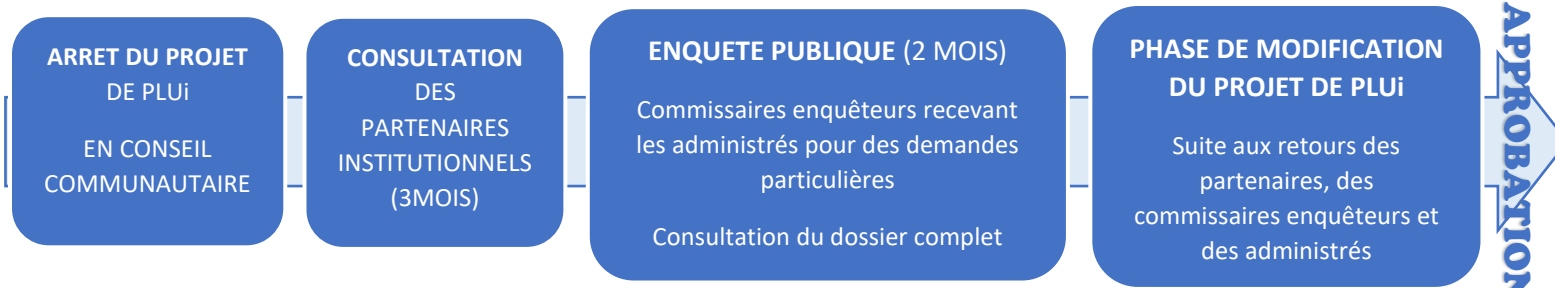 ARRET DU PROJET
DE PLUi
EN CONSEIL
COMMUNAUTAIRE
CONSULTATION
DES
PARTENAIRES
INSTITUTIONNELS
(3MOIS)
ENQUETE PUBLIQUE (2 MOIS)
Commissaires enquêteurs recevant
les administrés pour des demandes
particulières
Consultation du dossier complet
PHASE DE MODIFICATION
DU PROJET DE PLUi
Suite aux retours des
partenaires, des
commissaires enquêteurs et
des administrés
APPROBATION